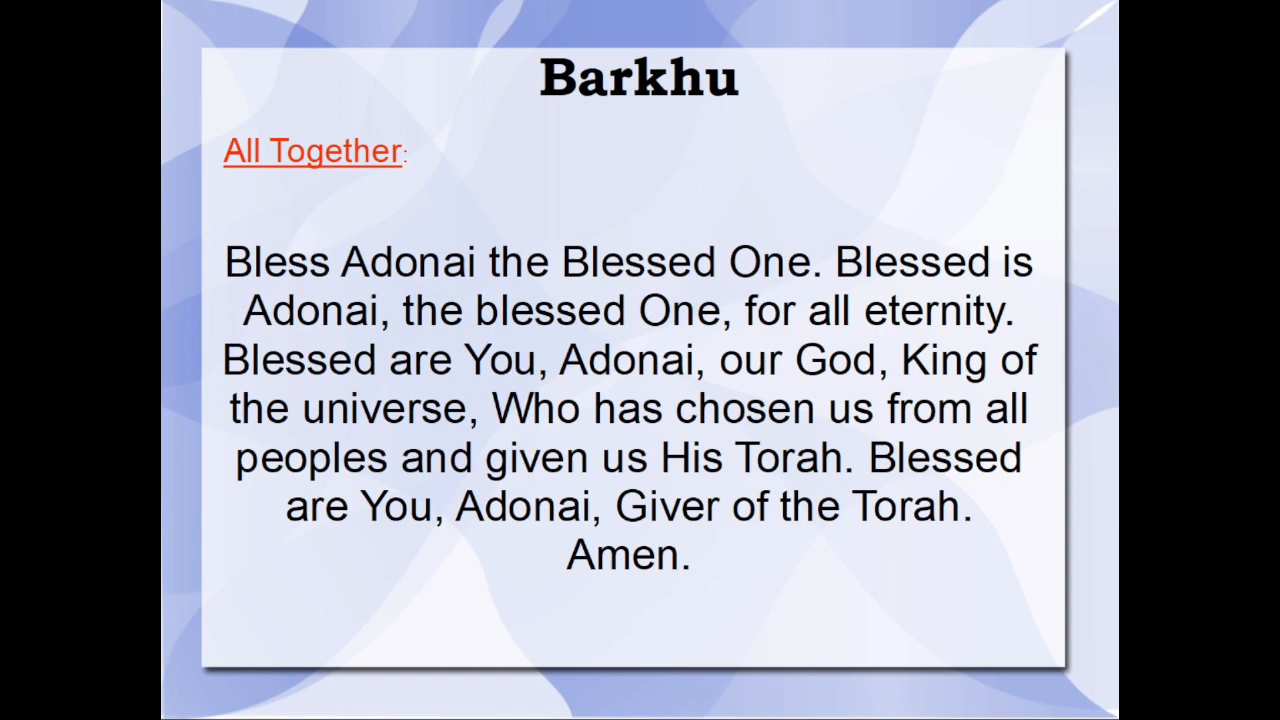 Barkhu
All Together:
Bless Adonai the Blessed One. Blessed is
Adonai, the blessed One, for all eternity.
Blessed are You, Adonai, our God, King of
the universe, Who has chosen us from all
peoples and given us His Torah. Blessed
are You, Adonai, Giver of the Torah.
Amen.